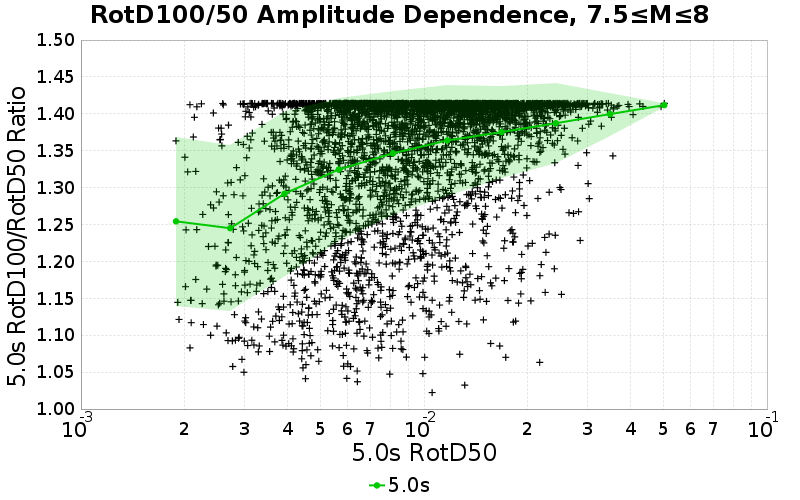 RotD100/50 Amplitude Dependence, 7.5≤M≤8
5.0s RotD100/RotD50 Ratio
1.50
1.45
1.40
1.35
1.30
1.25
1.20
1.15
1.10
1.05
1.00
10-3 2 3 4 5 6 7 10-2 2 3 4 5 6 7 10-1
5.0s RotD50
5.0s